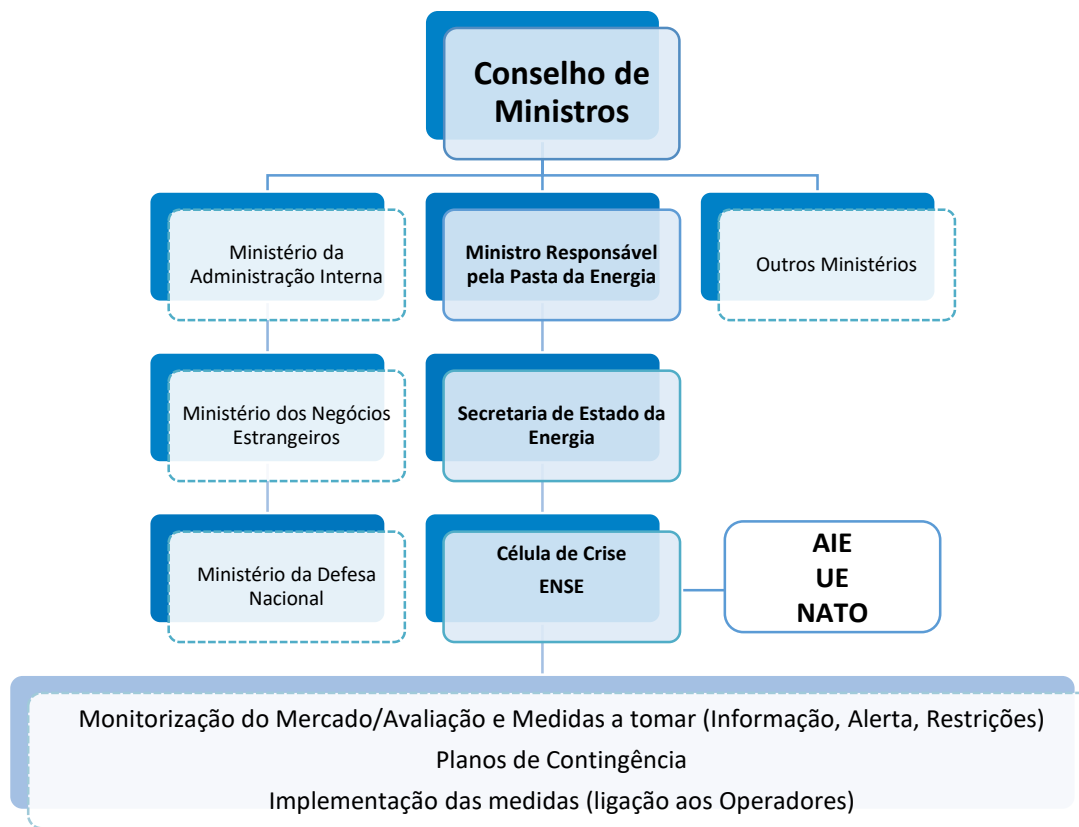 Conselho de
Ministros
Ministério da
Administração Interna
Ministro Responsável
pela Pasta da Energia
Outros Ministérios
Ministério dos Negócios
Estrangeiros
Secretaria de Estado da
Energia
Ministério da Defesa
Nacional
Célula de Crise
ENSE
AIE
UE
NATO
Monitorização do Mercado/Avaliação e Medidas a tomar (Informação, Alerta, Restrições)
Planos de Contingência
Implementação das medidas (ligação aos Operadores)